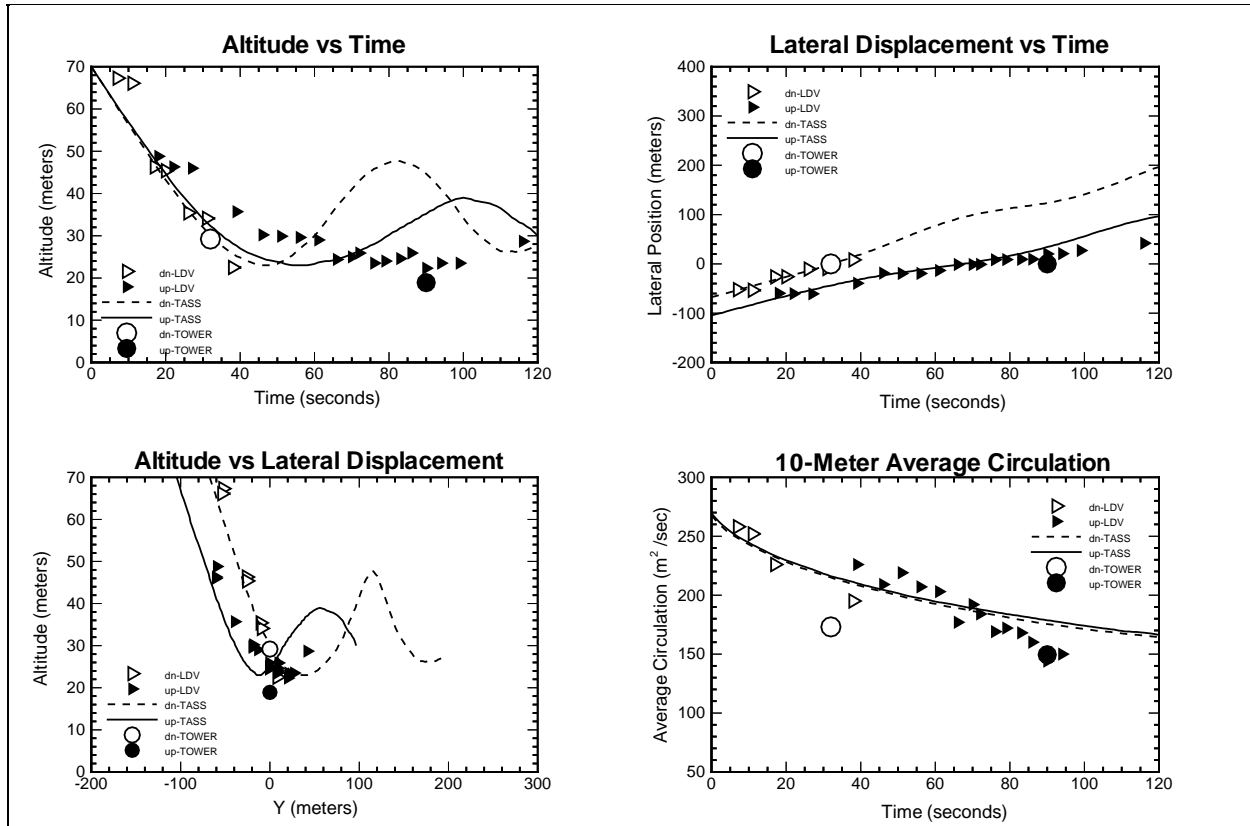 Altitude vs Time
70
60
50
40
30
20
10
0
Altitude (meters)
dn-LDV
up-LDV
dn-TASS
up-TASS
dn-TOWER
up-TOWER
0 20 40 60 80 100 120
Time (seconds)
Lateral Displacement vs Time
400
300
200
100
0
-100
-200
Lateral Position (meters)
dn-LDV
up-LDV
dn-TASS
up-TASS
dn-TOWER
up-TOWER
0 20 40 60 80 100 120
Time (seconds)
Altitude vs Lateral Displacement
70
60
50
40
30
20
10
0
Altitude (meters)
dn-LDV
up-LDV
dn-TASS
up-TASS
dn-TOWER
up-TOWER
-200 -100 0 100 200 300
Y (meters)
10-Meter Average Circulation
300
250
200
150
100
50
Average Circulation (m² /sec)
dn-LDV
up-LDV
dn-TASS
up-TASS
dn-TOWER
up-TOWER
0 20 40 60 80 100 120
Time (seconds)